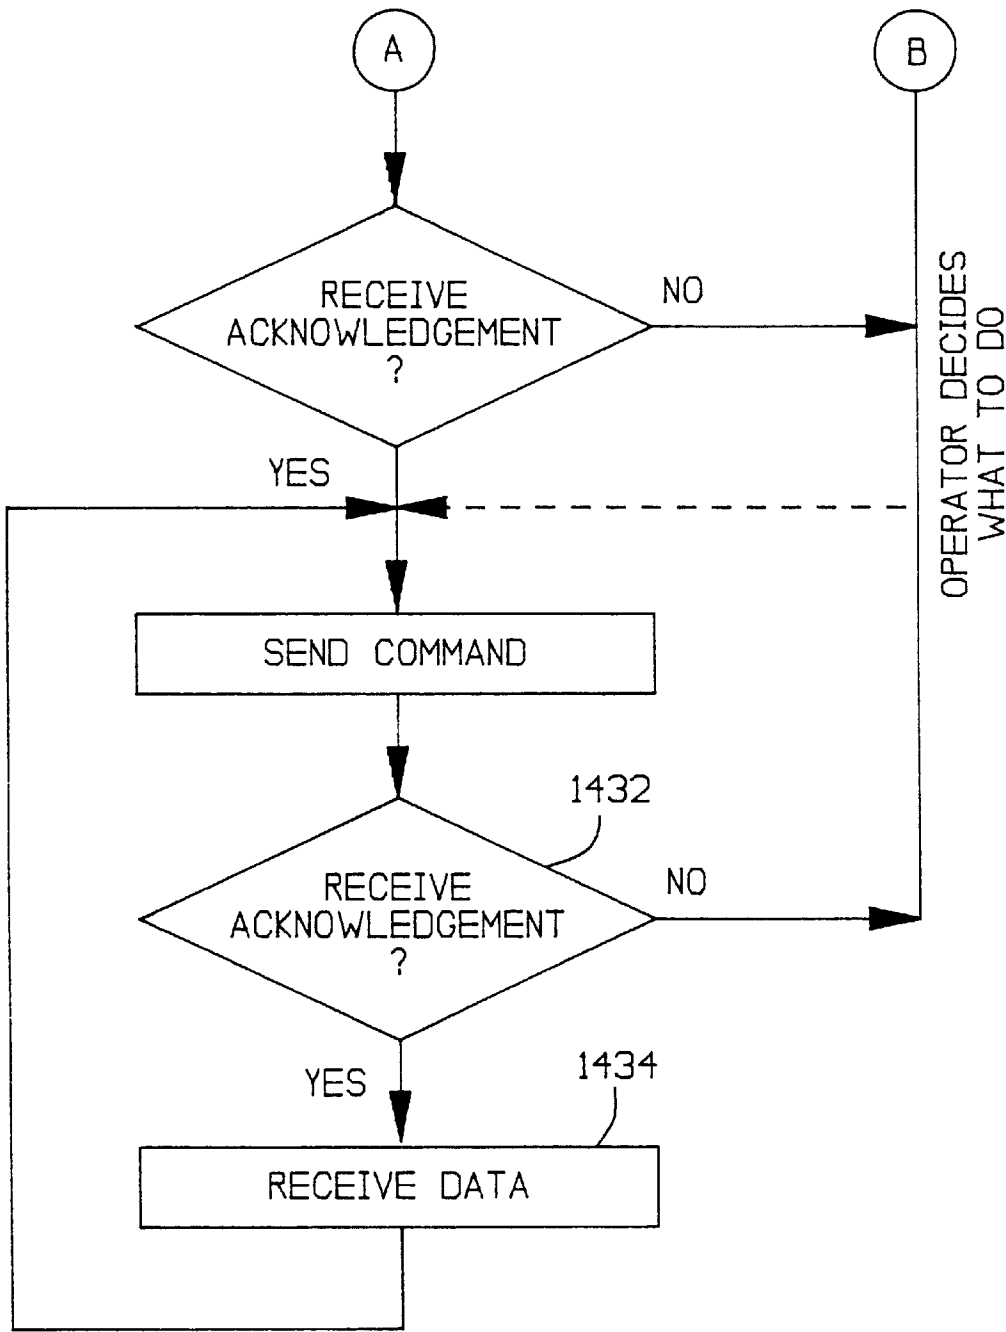 A
B
RECEIVE
ACKNOWLEDGEMENT
?
NO
OPERATOR DECIDES
WHAT TO DO
YES
SEND COMMAND
1432
RECEIVE
ACKNOWLEDGEMENT
?
NO
YES
1434
RECEIVE DATA